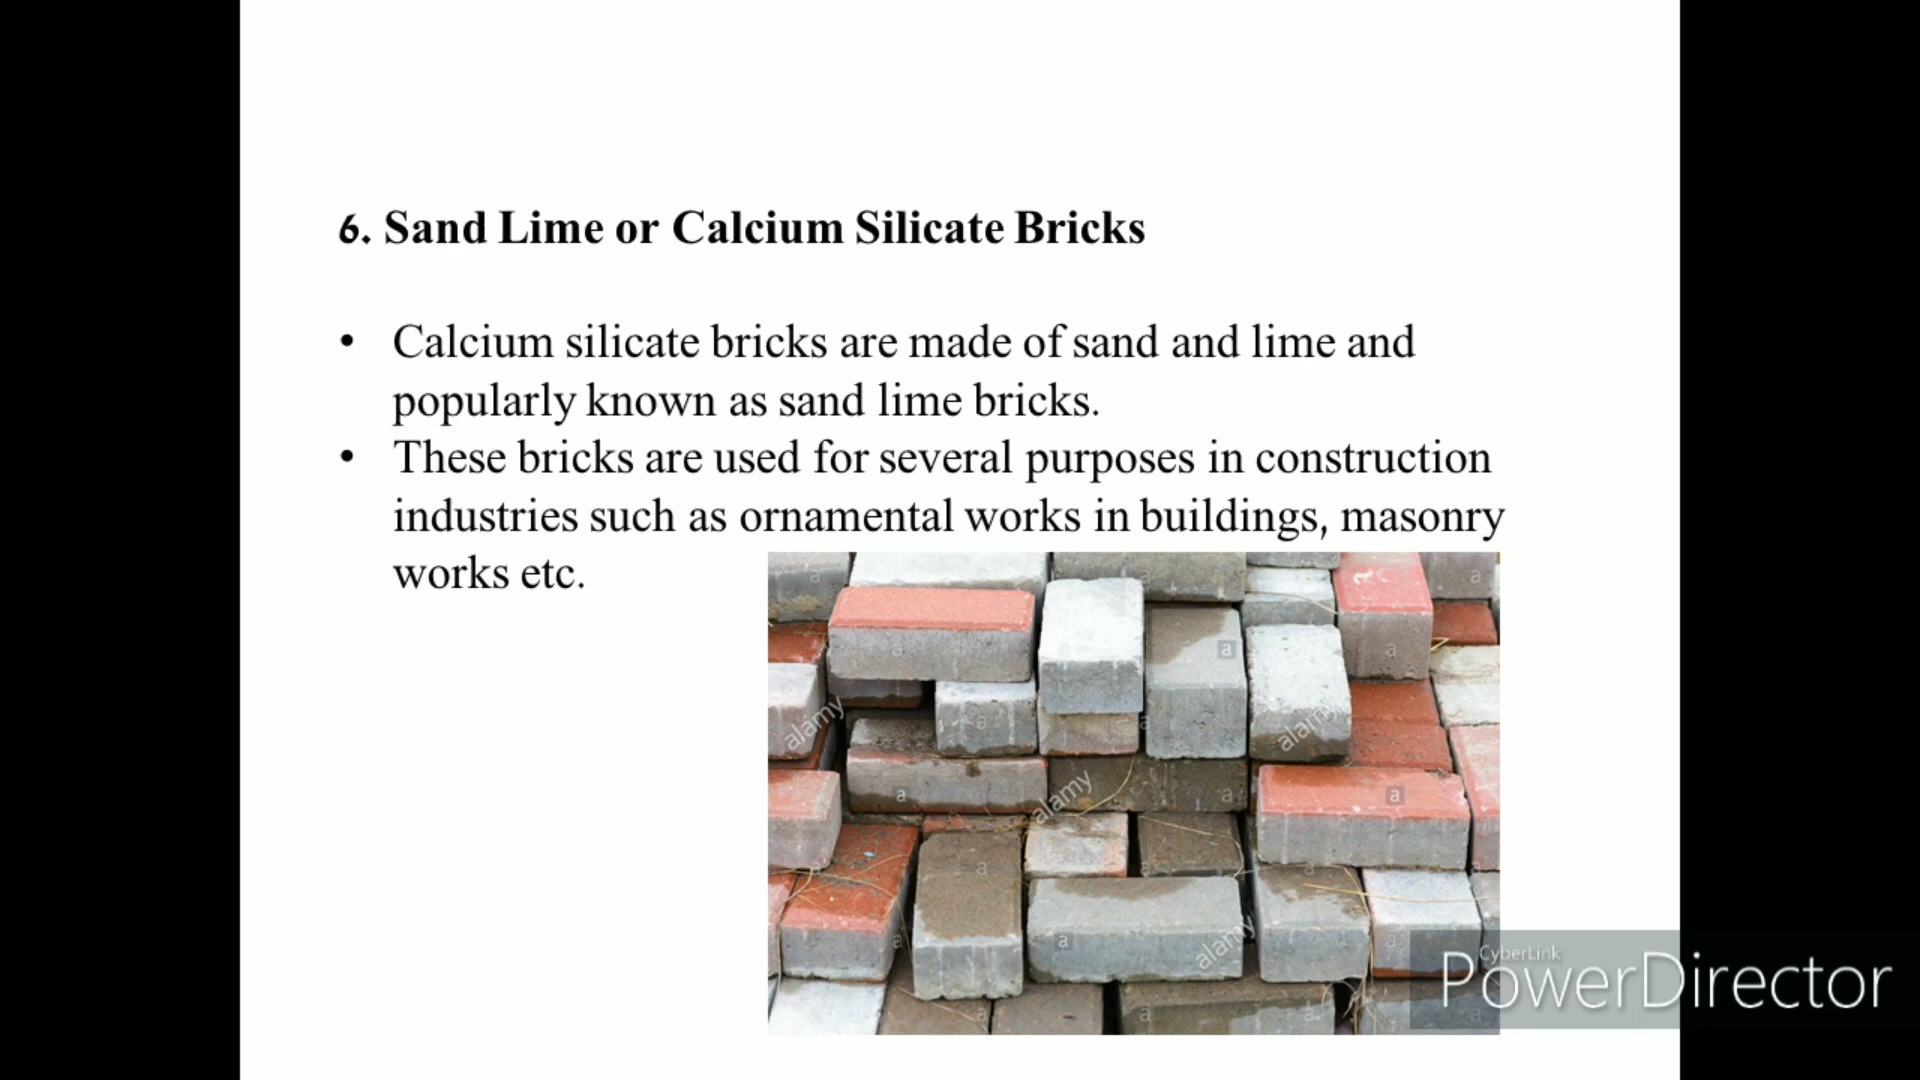 6. Sand Lime or Calcium Silicate Bricks
• Calcium silicate bricks are made of sand and lime and
popularly known as sand lime bricks.
• These bricks are used for several purposes in construction
industries such as ornamental works in buildings, masonry
works etc.
alamy
alamy
alamy
alamy
CyberLink
PowerDirector